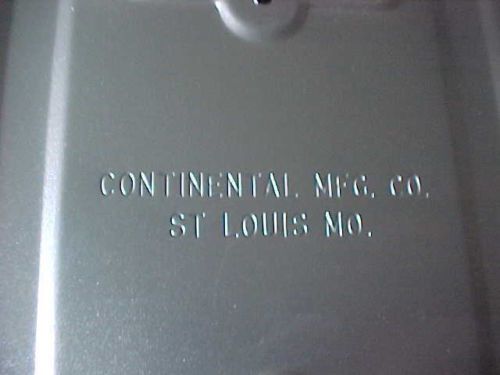 CONTINENTAL MFG. CO.
ST LOUIS MO.